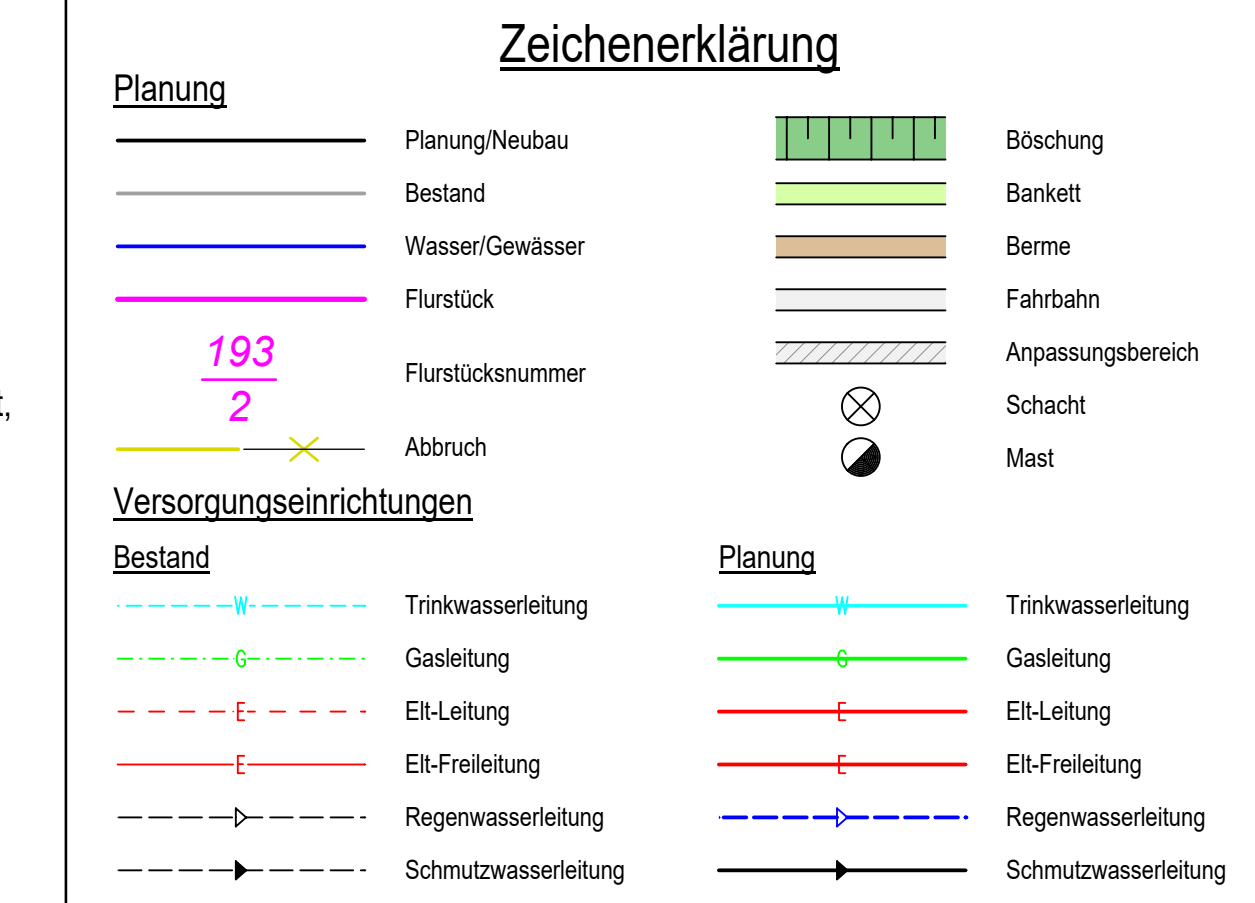 Zeichenerklärung
Planung
Planung/Neubau
Bestand
Wasser/Gewässer
Flurstück
193
2
Flurstücksnummer
Abbruch
Böschung
Bankett
Berme
Fahrbahn
Anpassungsbereich
Schacht
Mast
t,
Versorgungseinrichtungen
Bestand
W Trinkwasserleitung
G Gasleitung
E Elt-Leitung
E Elt-Freileitung
Regenwasserleitung
Schmutzwasserleitung
Planung
W Trinkwasserleitung
G Gasleitung
E Elt-Leitung
E Elt-Freileitung
Regenwasserleitung
Schmutzwasserleitung